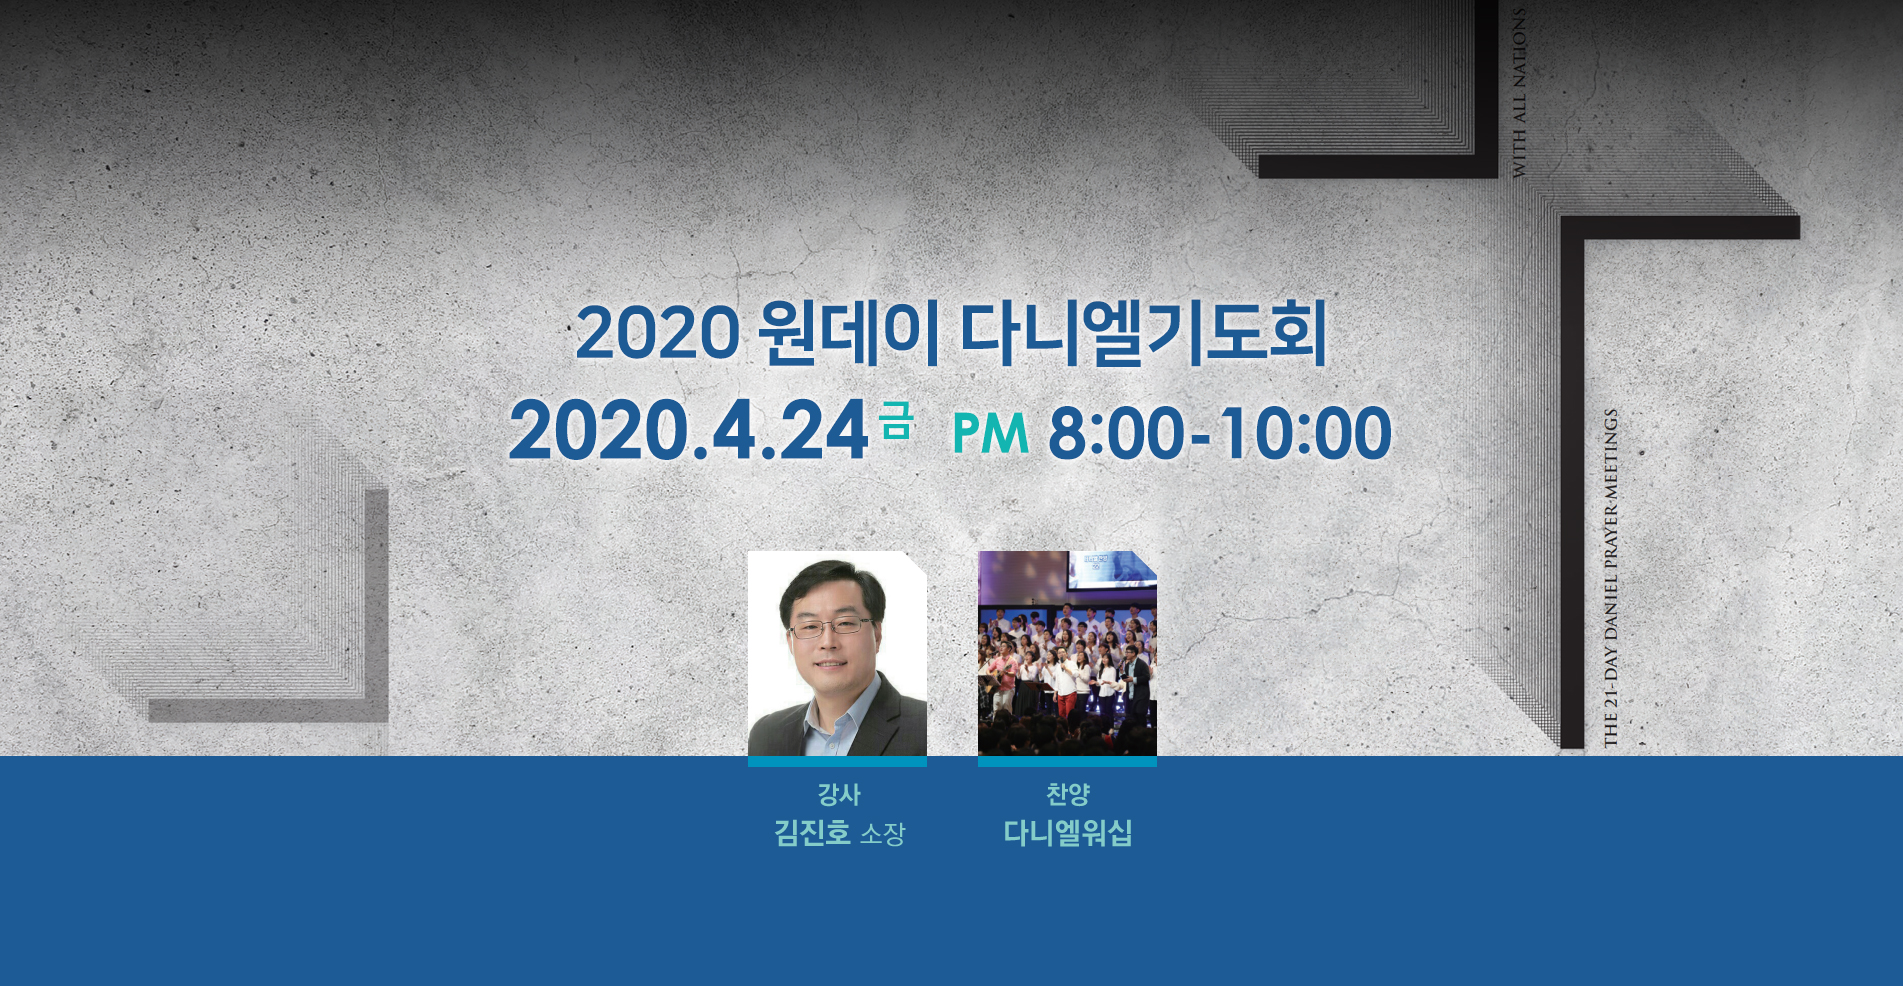 WITH ALL NATIONS
2020 원데이 다니엘기도회
2020.4.24 금 PM 8:00-10:00
THE 21-DAY DANIEL PRAYER MEETINGS
강사
김진호 소장
찬양
다니엘워십